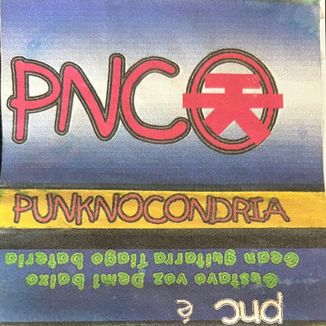 PNC
PUNKNOCONDRIA
pnc é
Gustavo voz Demi baixo
Gean guitarra Tiago bateria